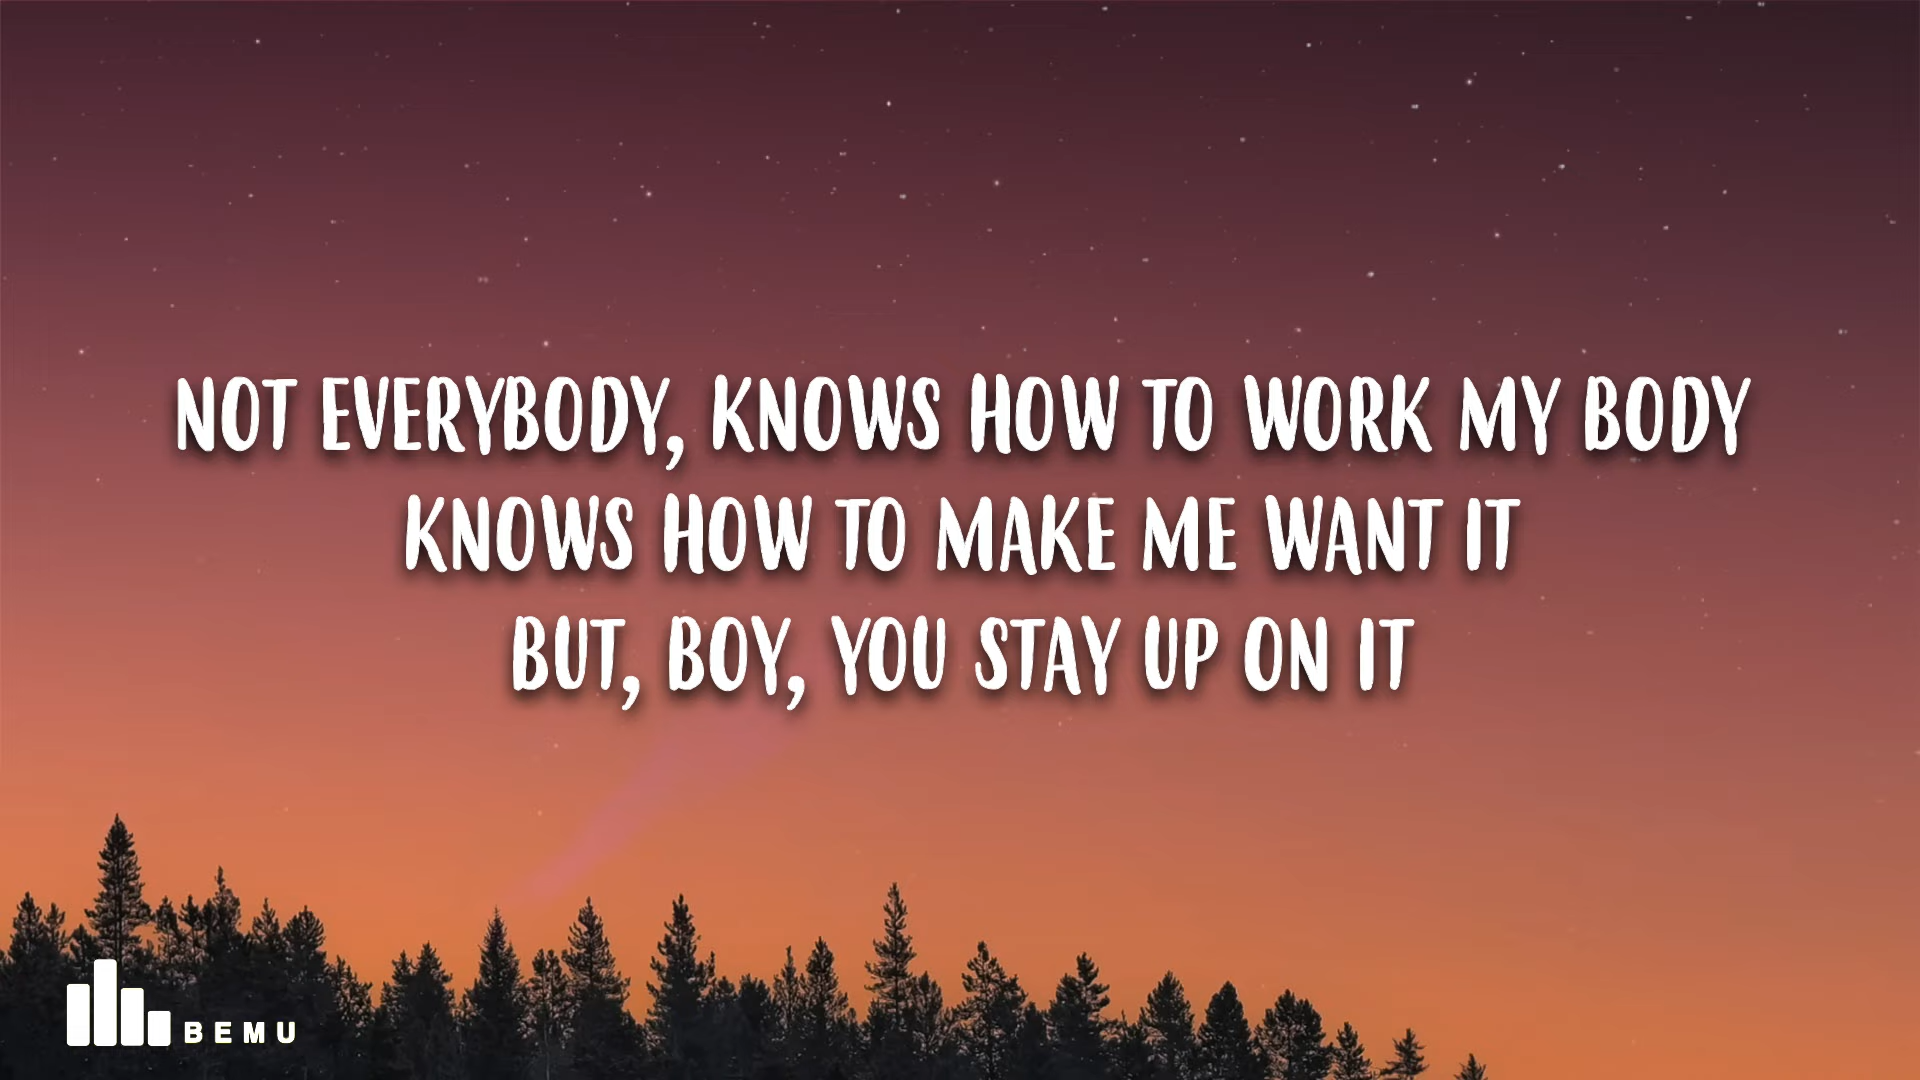 NOT EVERYBODY, KNOWS HOW TO WORK MY BODY
KNOWS HOW TO MAKE ME WANT IT
BUT, BOY, YOU STAY UP ON IT
BEMU